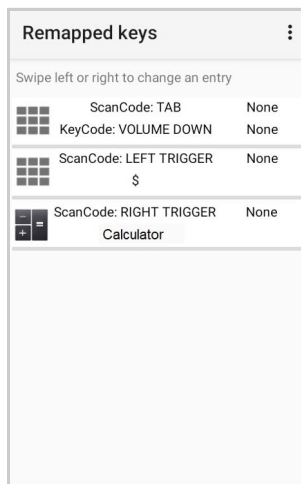 Remapped keys
Swipe left or right to change an entry
ScanCode: TAB None
KeyCode: VOLUME DOWN None
ScanCode: LEFT TRIGGER None
$
ScanCode: RIGHT TRIGGER None
Calculator